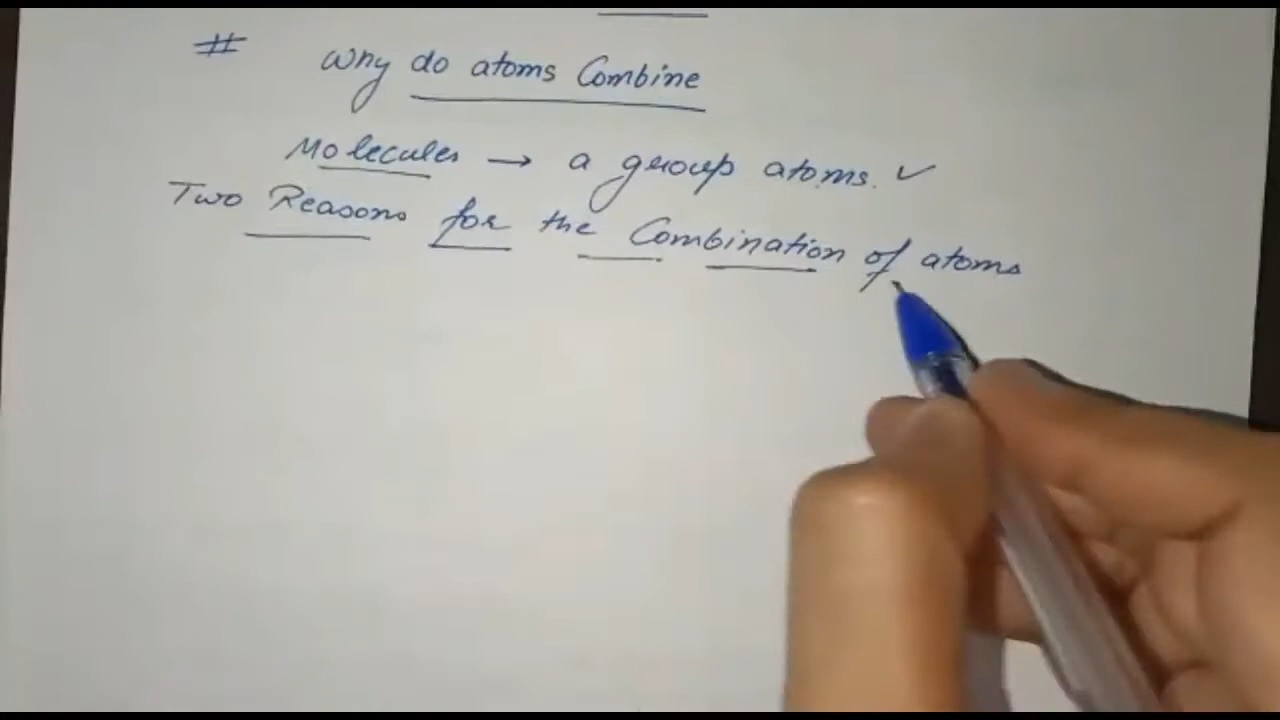 # Why do atoms Combine
Molecules → a group atoms. ✓
Two Reasons for the Combination of atoms